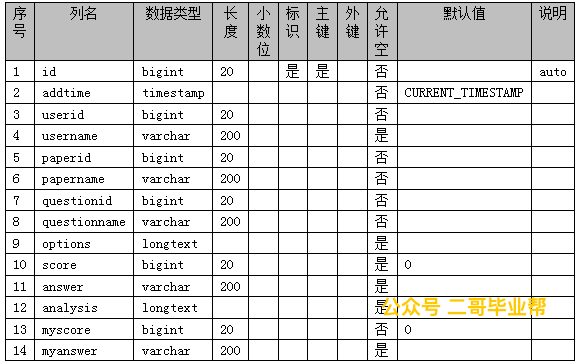 序号 列名 数据类型 长度 小数位 标识 主键 外键 允许空 默认值 说明
1 id bigint 20 是 是 否 auto
2 addtime timestamp 否 CURRENT_TIMESTAMP
3 userid bigint 20 否
4 username varchar 200 是
5 paperid bigint 20 否
6 papername varchar 200 否
7 questionid bigint 20 否
8 questionname varchar 200 否
9 options longtext 是
10 score bigint 20 是 0
11 answer varchar 200 是
12 analysis longtext 是
公众号 二哥毕业帮
13 myscore bigint 20 否 0
14 myanswer varchar 200 是